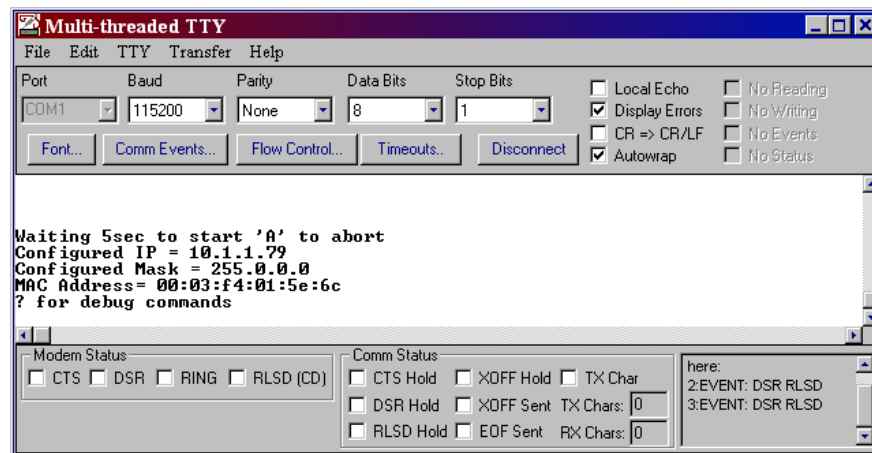 Multi-threaded TTY
File Edit TTY Transfer Help
Port Baud Parity Data Bits Stop Bits
COM1 115200 None 8 1
Local Echo No Reading
Display Errors No Writing
CR => CR/LF No Events
Autowrap No Status
Font... Comm Events... Flow Control... Timeouts.. Disconnect
Waiting 5sec to start 'A' to abort
Configured IP = 10.1.1.79
Configured Mask = 255.0.0.0
MAC Address= 00:03:f4:01:5e:6c
? for debug commands
Modem Status
CTS DSR RING RLSD (CD)
Comm Status
CTS Hold XOFF Hold TX Char
DSR Hold XOFF Sent TX Chars: 0
RLSD Hold EOF Sent RX Chars: 0
here:
2:EVENT: DSR RLSD
3:EVENT: DSR RLSD